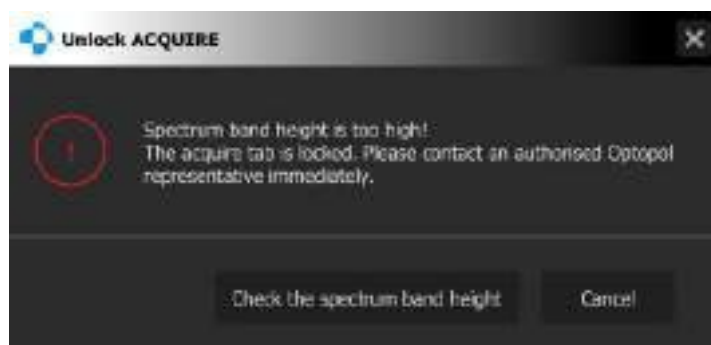 Unlock ACQUIRE
Spectrum band height is too high!
The acquire tab is locked. Please contact an authorised Optopol
representative immediately.
Check the spectrum band height
Cancel